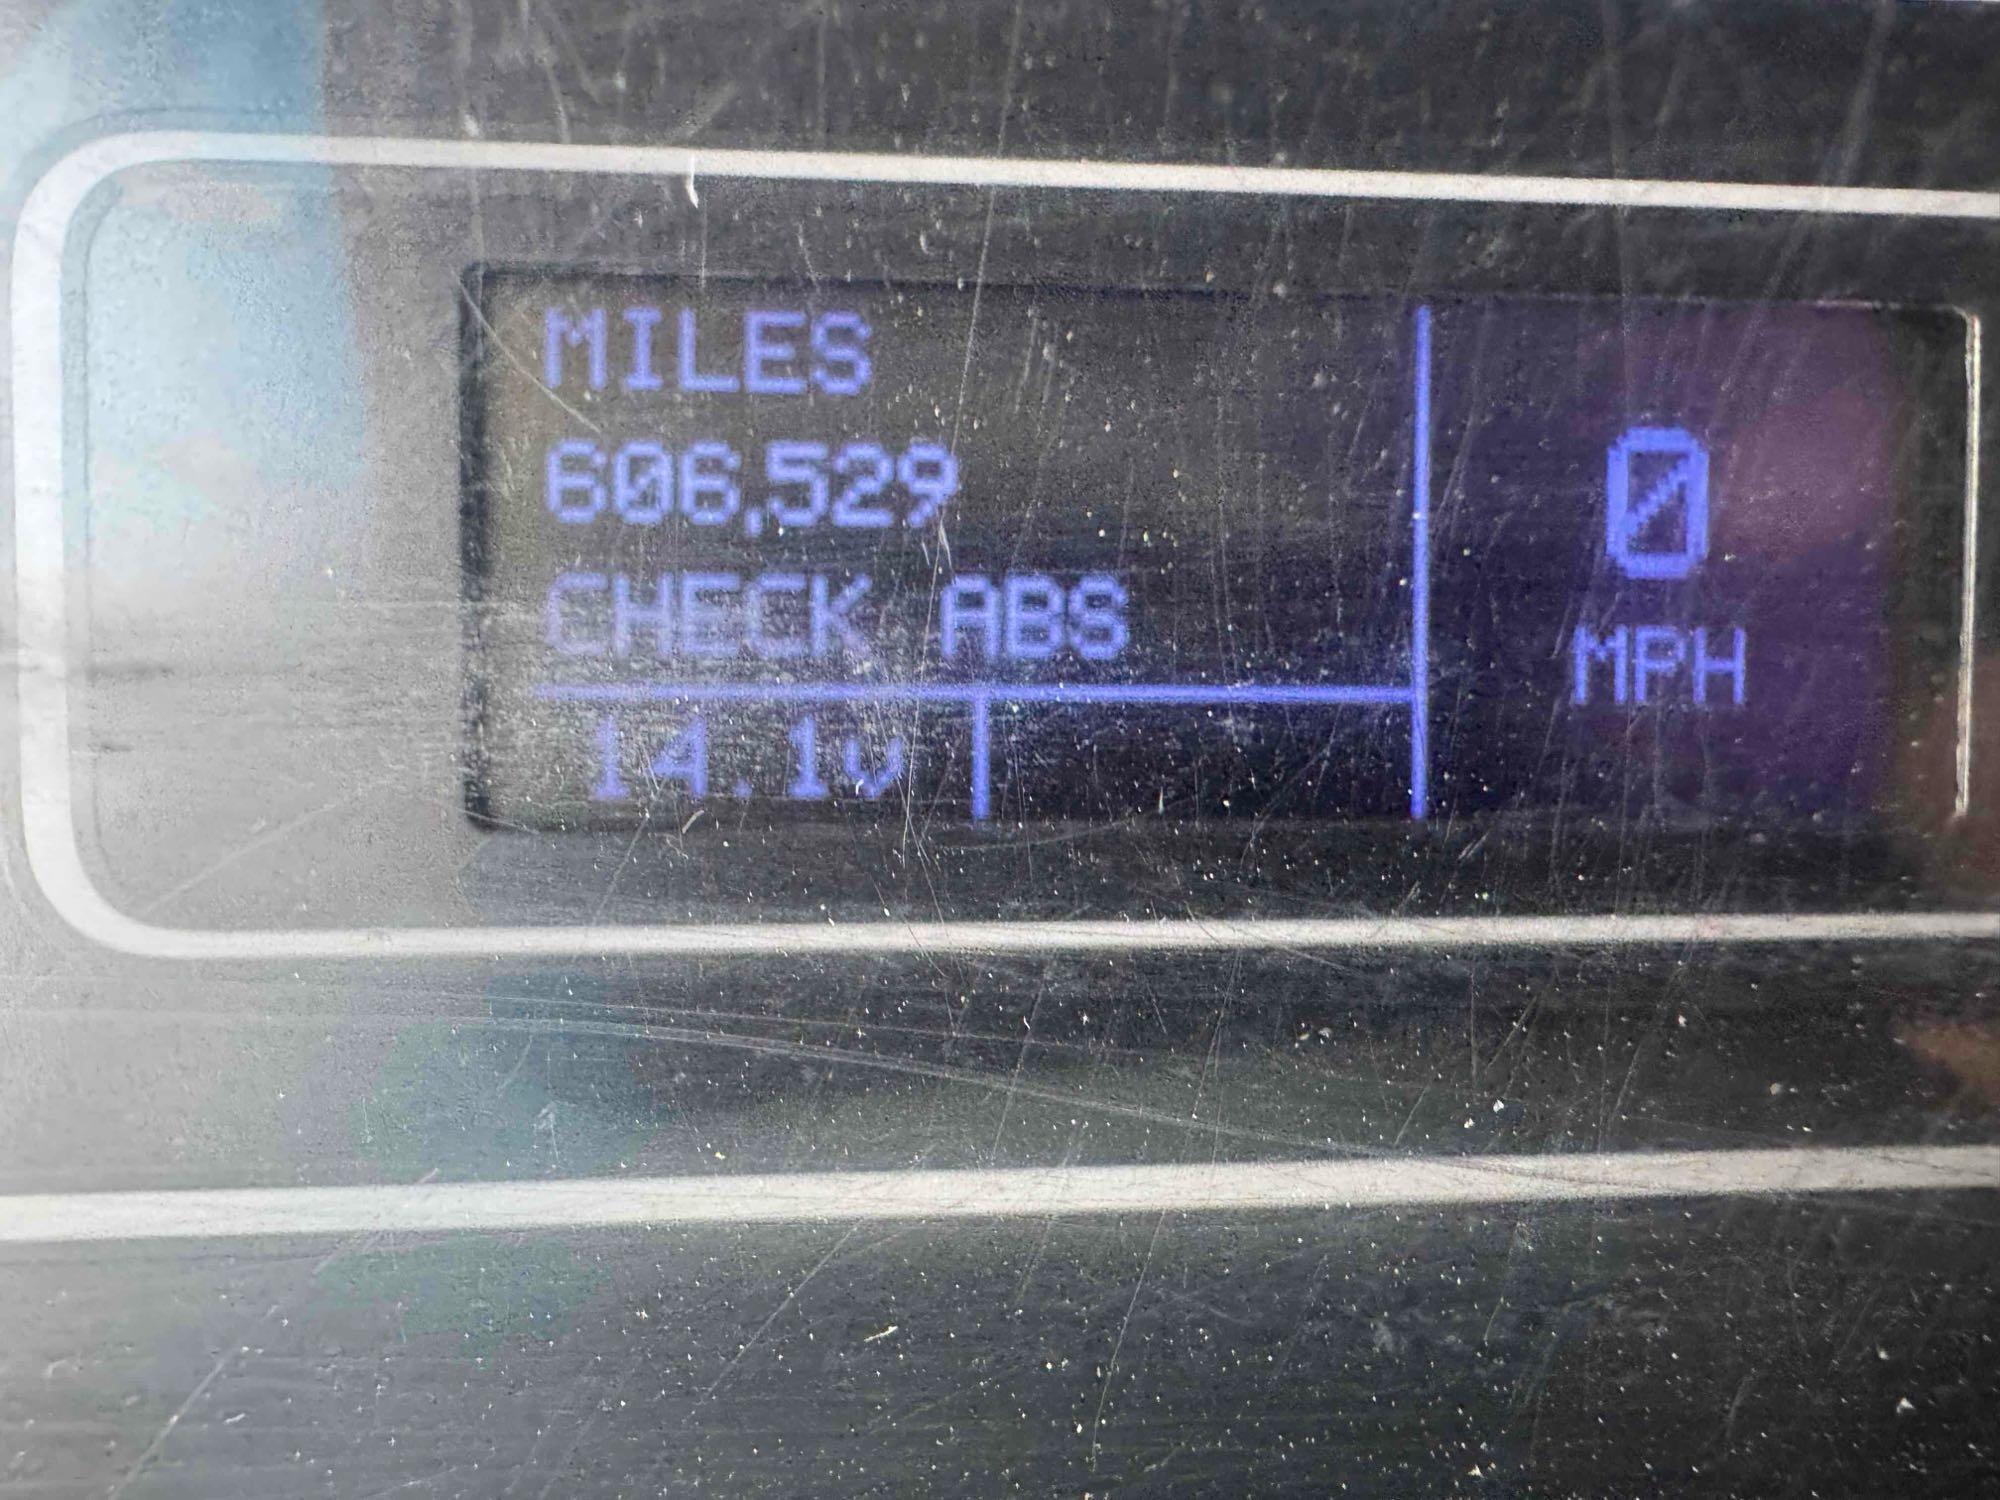 MILES
606,529
CHECK ABS
14.1v
0
MPH